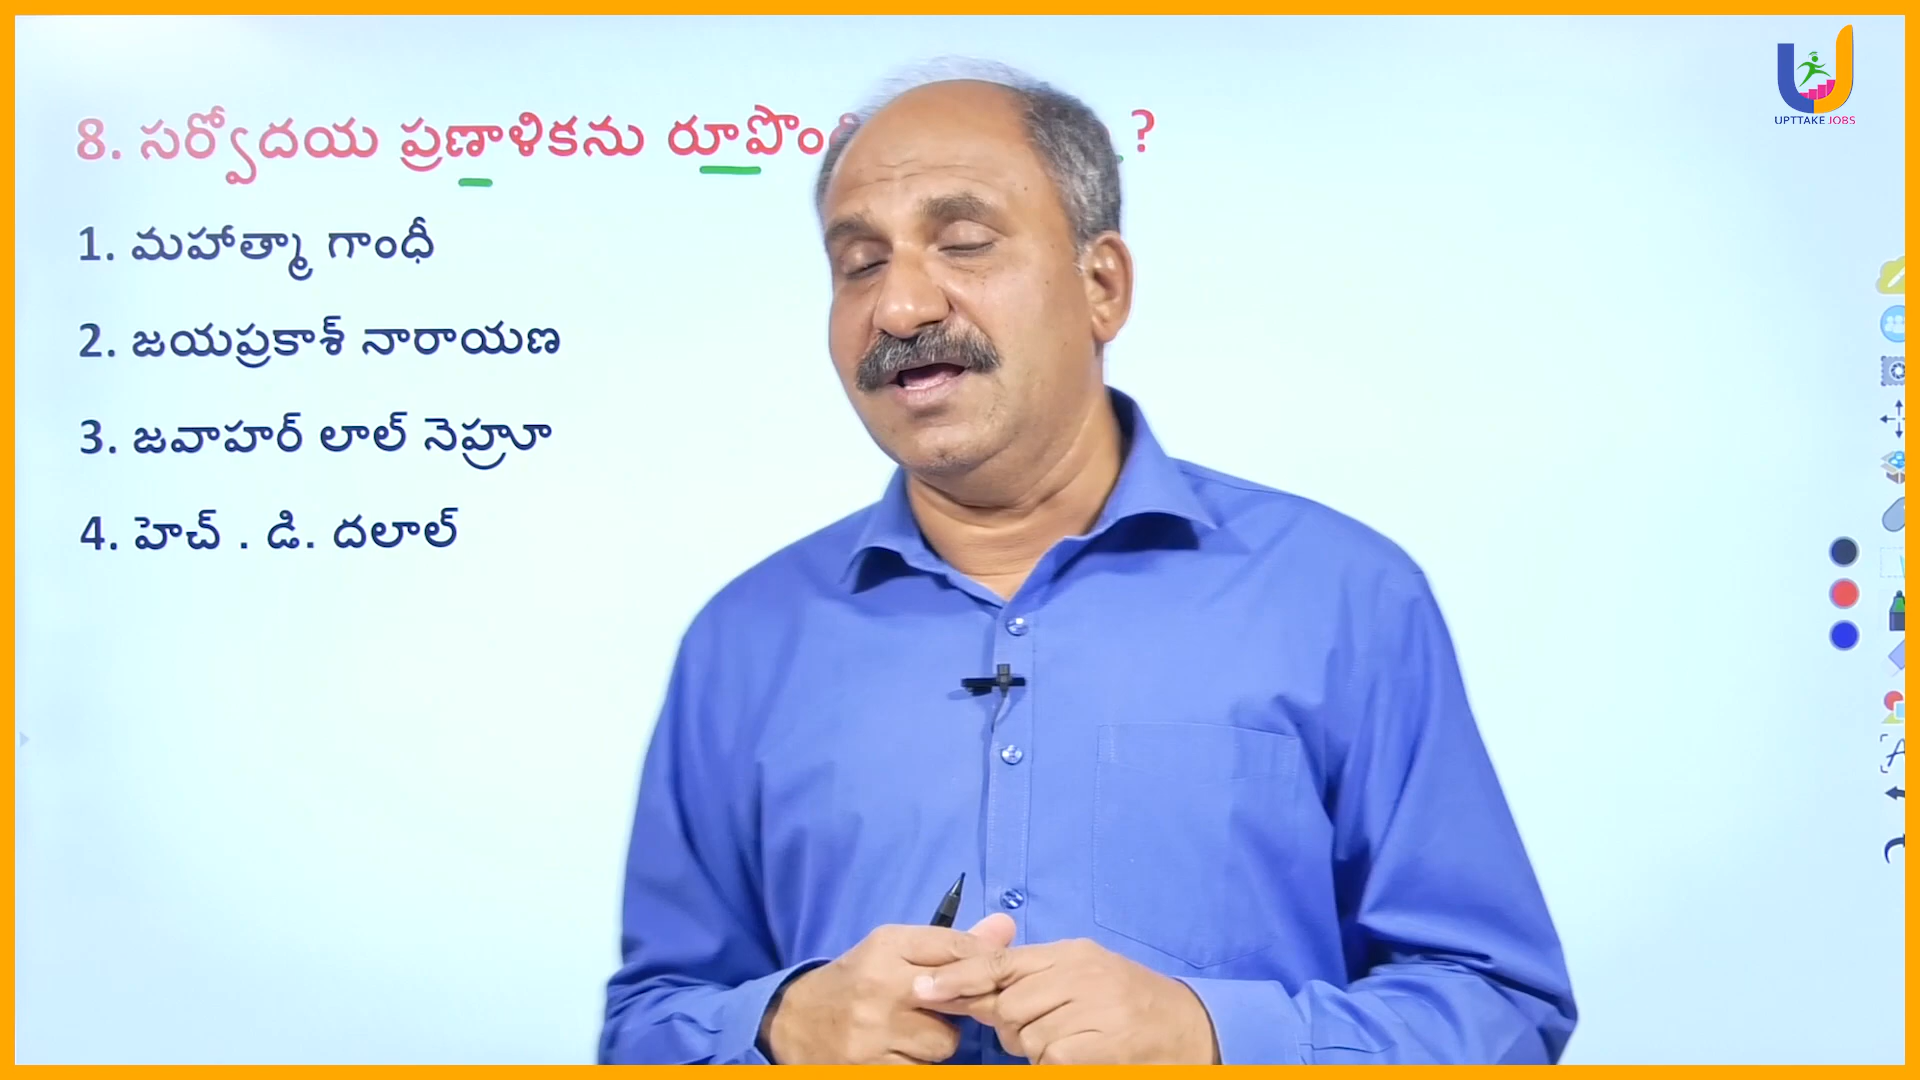 UPTTAKE JOBS
8. సర్వోదయ ప్రణాళికను ?
1. మహాత్మా గాంధీ
2. జయప్రకాశ్ నారాయణ
3. జవాహర్ లాల్ నెహ్రూ
4. హెచ్ . డి. దలాల్